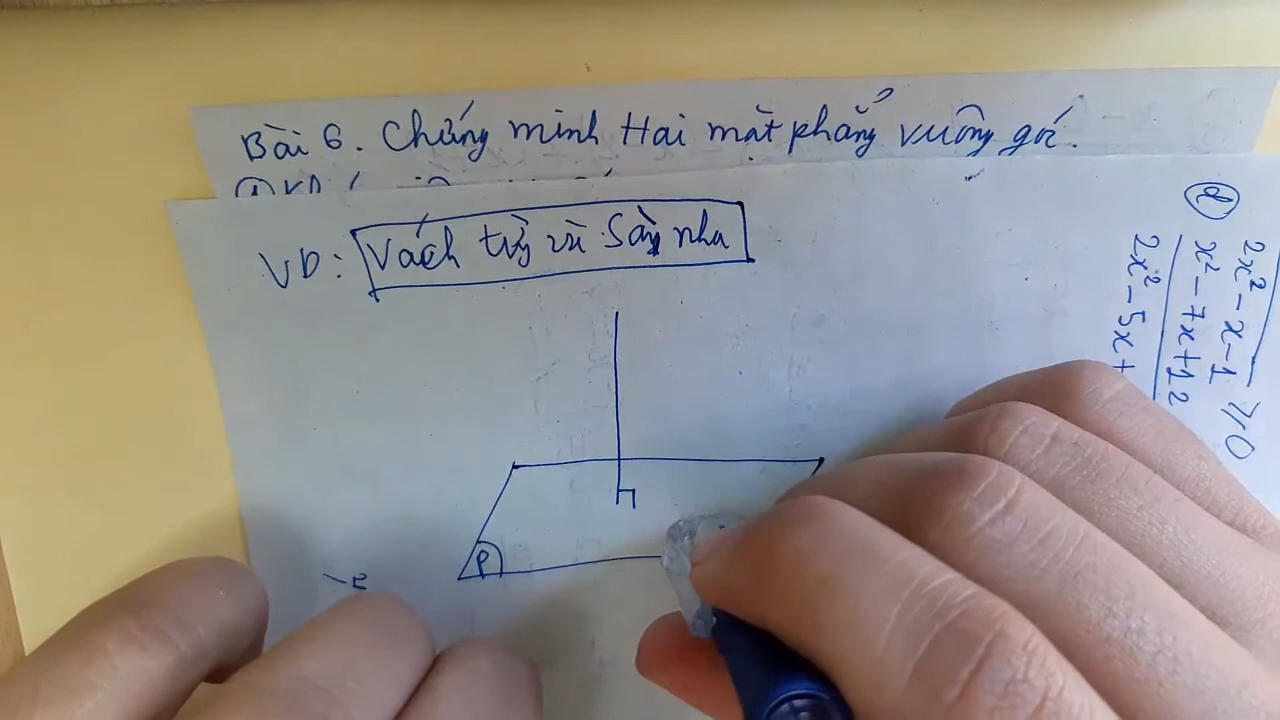 Bài 6. Chứng minh Hai mặt phẳng vuông góc.
VD: Vách tủ và Sàn nhà
P
d
2x² - x - 1
x² - 7x + 12 ≥ 0
2x² - 5x +